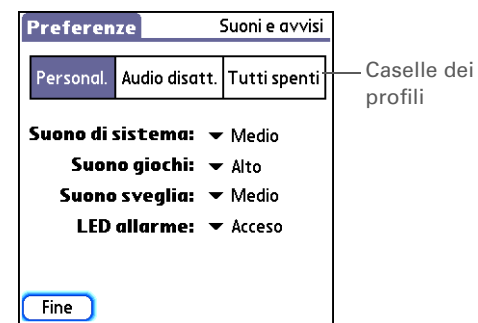 Preferenze Suoni e avvisi
Personal. Audio disatt. Tutti spenti
Caselle dei
profili
Suono di sistema: Medio
Suono giochi: Alto
Suono sveglia: Medio
LED allarme: Acceso
Fine